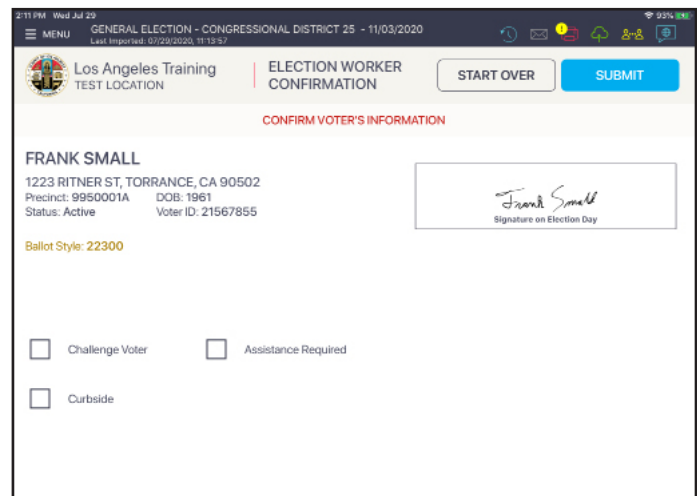 2:11 PM Wed Jul 29
93%
MENU
GENERAL ELECTION - CONGRESSIONAL DISTRICT 25 - 11/03/2020
Last Imported: 07/29/2020, 11:13:57
Los Angeles Training
TEST LOCATION
ELECTION WORKER
CONFIRMATION
START OVER
SUBMIT
CONFIRM VOTER'S INFORMATION
FRANK SMALL
1223 RITNER ST, TORRANCE, CA 90502
Precinct: 9950001A DOB: 1961
Status: Active Voter ID: 21567855
Frank Small
Signature on Election Day
Ballot Style: 22300
Challenge Voter
Assistance Required
Curbside